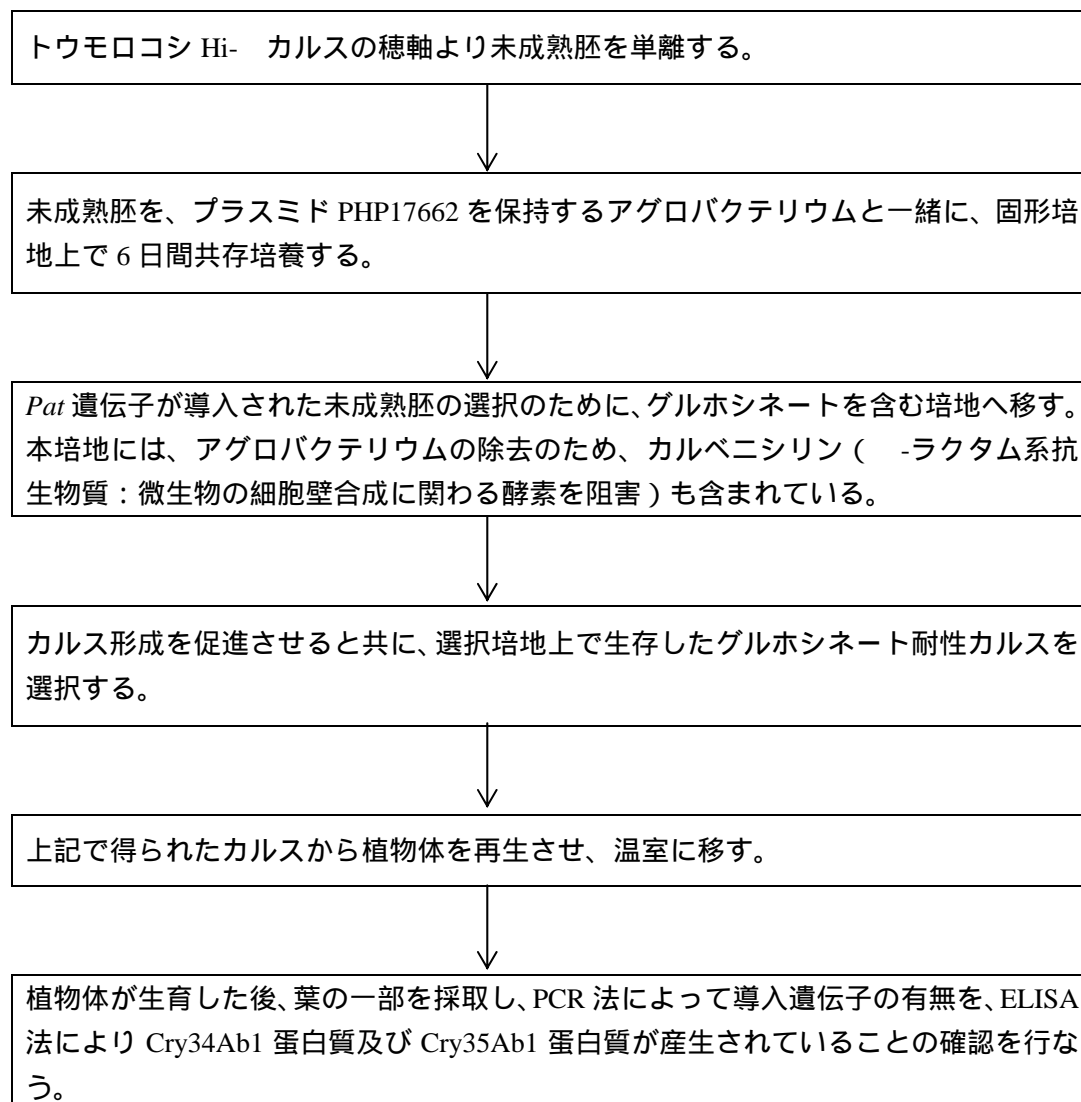 トウモロコシ Hi-　カルスの穂軸より未成熟胚を単離する。
未成熟胚を、プラスミド PHP17662 を保持するアグロバクテリウムと一緒に、固形培
地上で 6 日間共存培養する。
Pat 遺伝子が導入された未成熟胚の選択のために、グルホシネートを含む培地へ移す。
本培地には、アグロバクテリウムの除去のため、カルベニシリン（　-ラクタム系抗
生物質：微生物の細胞壁合成に関わる酵素を阻害）も含まれている。
カルス形成を促進させると共に、選択培地上で生存したグルホシネート耐性カルスを
選択する。
上記で得られたカルスから植物体を再生させ、温室に移す。
植物体が生育した後、葉の一部を採取し、PCR 法によって導入遺伝子の有無を、ELISA
法により Cry34Ab1 蛋白質及び Cry35Ab1 蛋白質が産生されていることの確認を行な
う。